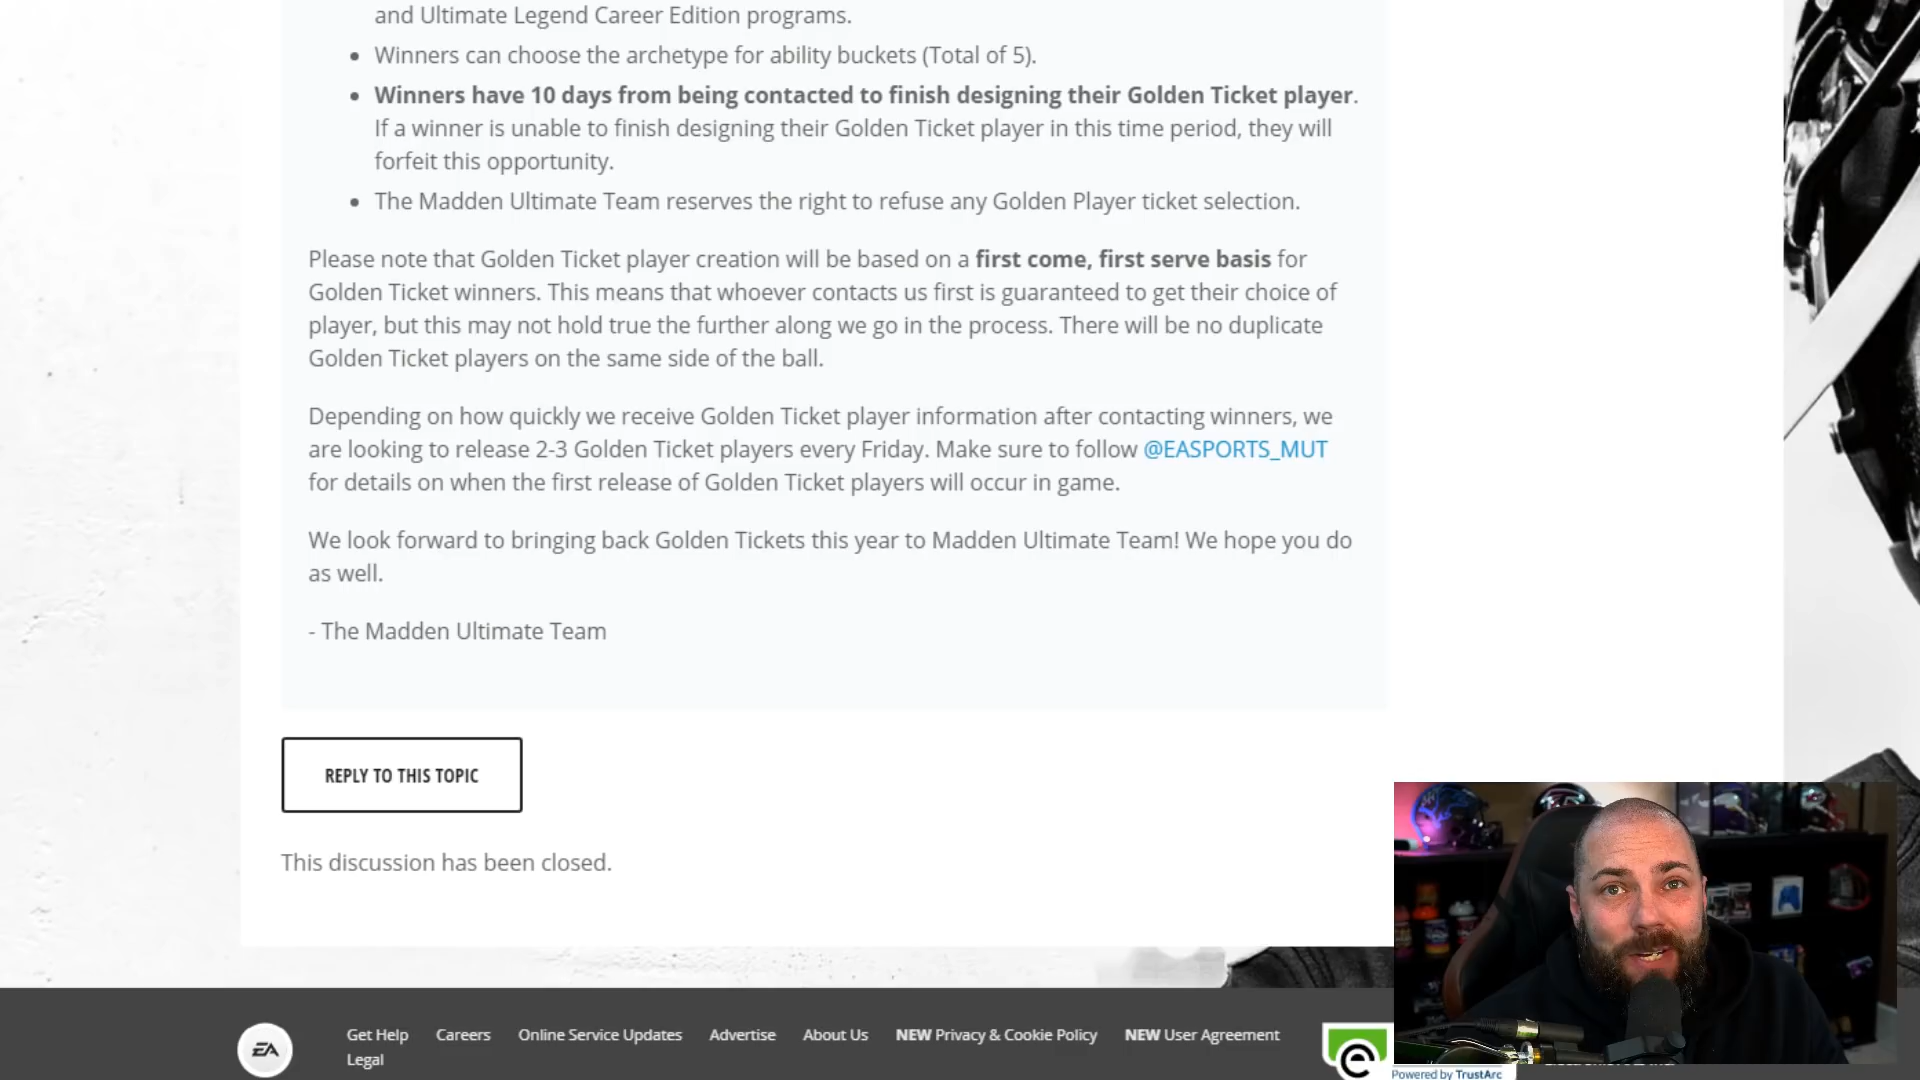 and Ultimate Legend Career Edition programs.
• Winners can choose the archetype for ability buckets (Total of 5).
• Winners have 10 days from being contacted to finish designing their Golden Ticket player.
If a winner is unable to finish designing their Golden Ticket player in this time period, they will
forfeit this opportunity.
• The Madden Ultimate Team reserves the right to refuse any Golden Player ticket selection.
Please note that Golden Ticket player creation will be based on a first come, first serve basis for
Golden Ticket winners. This means that whoever contacts us first is guaranteed to get their choice of
player, but this may not hold true the further along we go in the process. There will be no duplicate
Golden Ticket players on the same side of the ball.
Depending on how quickly we receive Golden Ticket player information after contacting winners, we
are looking to release 2-3 Golden Ticket players every Friday. Make sure to follow @EASPORTS_MUT
for details on when the first release of Golden Ticket players will occur in game.
We look forward to bringing back Golden Tickets this year to Madden Ultimate Team! We hope you do
as well.
- The Madden Ultimate Team
REPLY TO THIS TOPIC
This discussion has been closed.
EA
Get Help Careers Online Service Updates Advertise About Us NEW Privacy & Cookie Policy NEW User Agreement
Legal
e
Powered by TrustArc